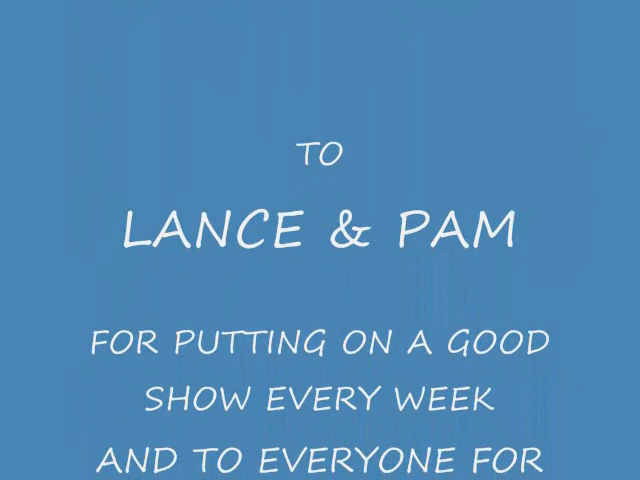 TO
LANCE & PAM
FOR PUTTING ON A GOOD
SHOW EVERY WEEK
AND TO EVERYONE FOR